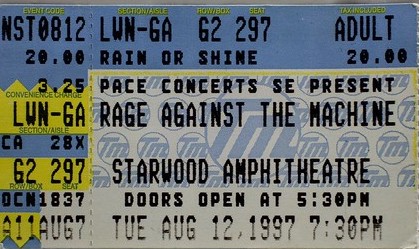 EVENT CODE SECTION/AISLE ROW/BOX SEAT TAX INCLUDED
NST0812 LWN-GA G2 297 ADULT
20.00 RAIN OR SHINE 20.00
3.25 PACE CONCERTS SE PRESENT
CONVENIENCE CHARGE
LWN-GA RAGE AGAINST THE MACHINE
SECTION/AISLE
CA 28X
G2 297 STARWOOD AMPHITHEATRE
ROW/BOX SEAT
OCN1837 DOORS OPEN AT 5:30PM
A11AUG7 TUE AUG 12,1997 7:30PM